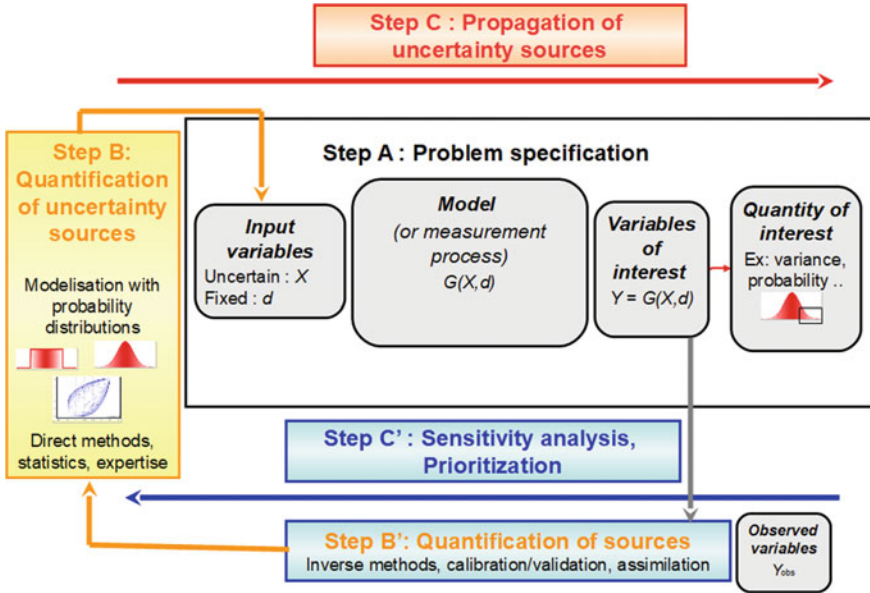 Step C : Propagation of
uncertainty sources
Step B:
Quantification
of uncertainty
sources
Modelisation with
probability
distributions
Direct methods,
statistics, expertise
Step A : Problem specification
Input
variables
Uncertain : X
Fixed : d
Model
(or measurement
process)
G(X,d)
Variables
of
interest
Y = G(X,d)
Quantity of
interest
Ex: variance,
probability ..
Step C' : Sensitivity analysis,
Prioritization
Step B': Quantification of sources
Inverse methods, calibration/validation, assimilation
Observed
variables
Yobs